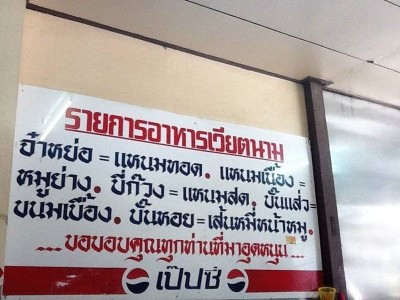 รายการอาหารเวียตนาม
จ๋าหย่อ = แหนมทอด. แหนมเนือง =
หมูย่าง. ปี่ก๊วง = แหนมสด. บั๊นแส่ว =
ขนมเบื้อง. บั๊นหอย = เส้นหมี่หน้าหมู.
....ขอขอบคุณทุกท่านที่มาอุดหนุน....
เป๊ปซี่